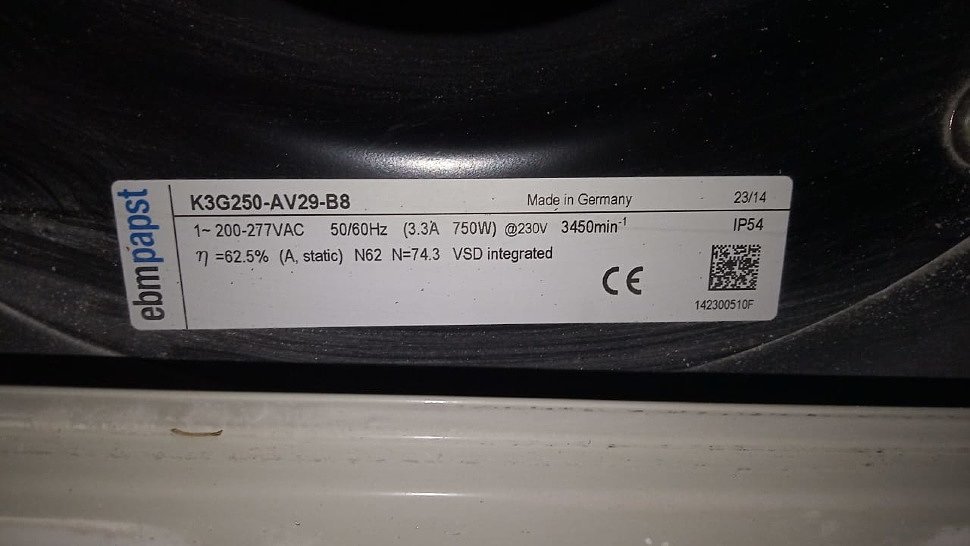 ebmpapst
K3G250-AV29-B8 Made in Germany 23/14
1~ 200-277VAC 50/60Hz (3.3A 750W) @230V 3450min⁻¹ IP54
η =62.5% (A, static) N62 N=74.3 VSD integrated
CE
142300510F